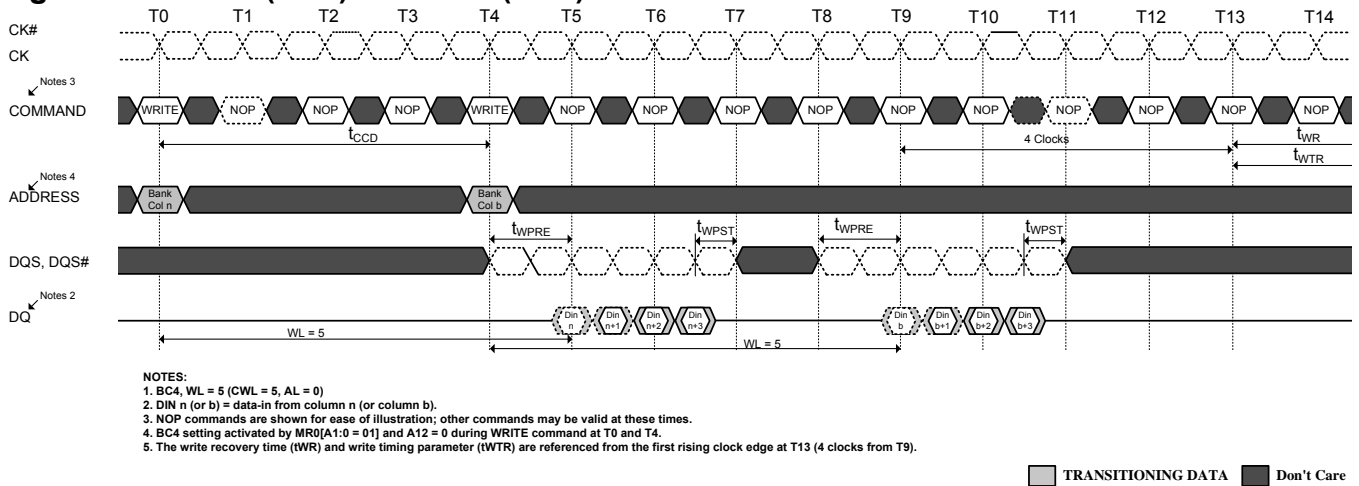 T0 T1 T2 T3 T4 T5 T6 T7 T8 T9 T10 T11 T12 T13 T14
CK#
CK
Notes 3
COMMAND
WRITE NOP NOP NOP WRITE NOP NOP NOP NOP NOP NOP NOP NOP NOP NOP
tCCD
4 Clocks
tWR
tWTR
Notes 4
ADDRESS
Bank
Col n
Bank
Col b
tWPRE tWPST tWPRE tWPST
DQS, DQS#
Notes 2
DQ
Din
n
Din
n+1
Din
n+2
Din
n+3
Din
b
Din
b+1
Din
b+2
Din
b+3
WL = 5
WL = 5
NOTES:
1. BC4, WL = 5 (CWL = 5, AL = 0)
2. DIN n (or b) = data-in from column n (or column b).
3. NOP commands are shown for ease of illustration; other commands may be valid at these times.
4. BC4 setting activated by MR0[A1:0 = 01] and A12 = 0 during WRITE command at T0 and T4.
5. The write recovery time (tWR) and write timing parameter (tWTR) are referenced from the first rising clock edge at T13 (4 clocks from T9).
TRANSITIONING DATA Don't Care